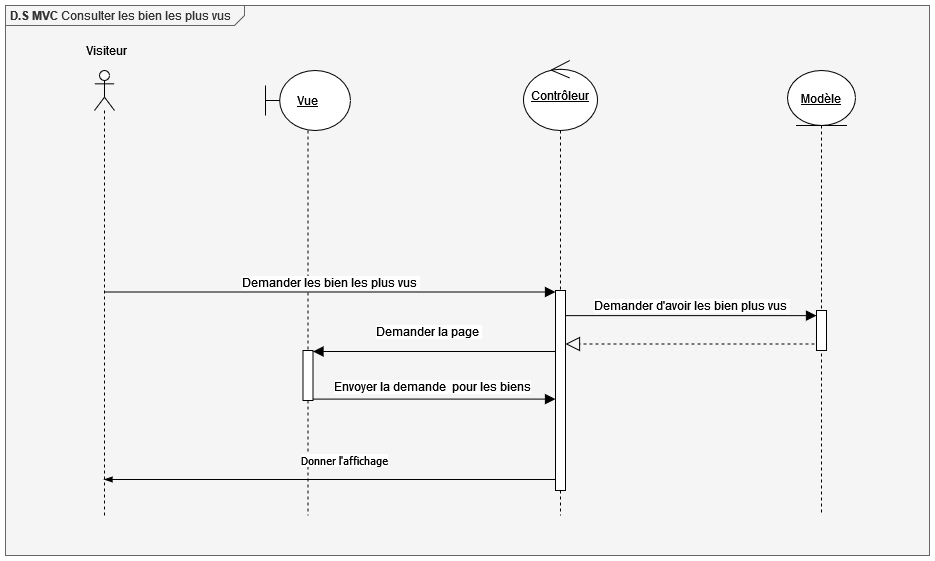 D.S MVC Consulter les bien les plus vus
Visiteur
Vue
Contrôleur
Modèle
Demander les bien les plus vus
Demander d'avoir les bien plus vus
Demander la page
Envoyer la demande pour les biens
Donner l'affichage